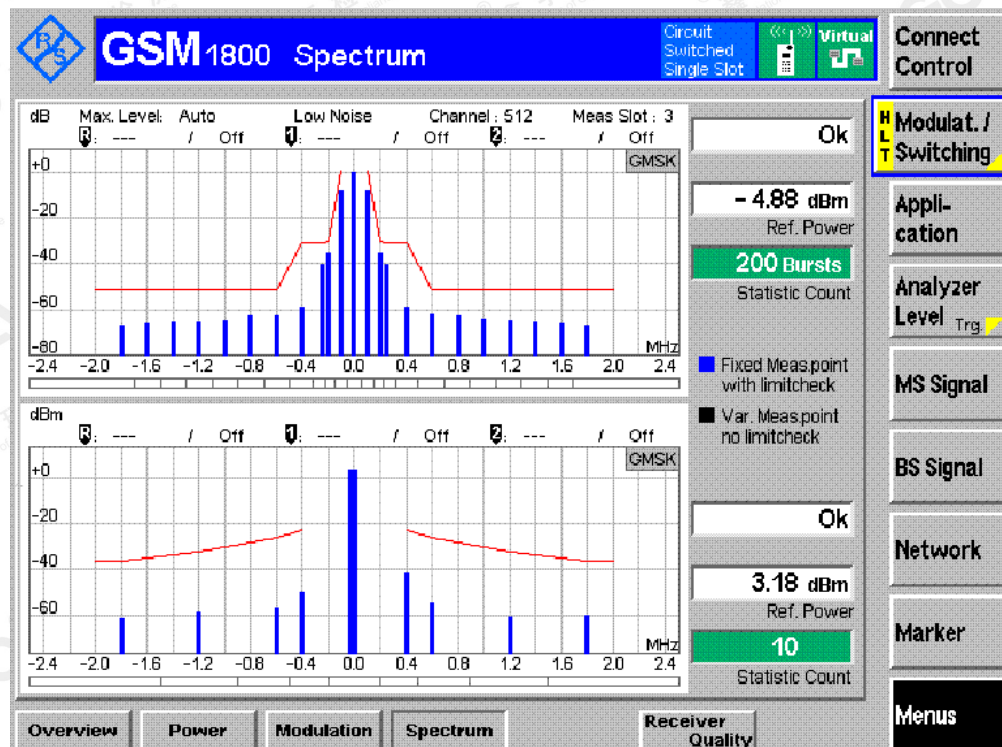 R&S
GSM 1800 Spectrum
Circuit Switched Single Slot
Virtual
Connect Control
dB Max. Level: Auto Low Noise Channel : 512 Meas Slot : 3
R: --- / Off 1: --- / Off 2: --- / Off
GMSK
+0
-20
-40
-60
-80
MHz
-2.4 -2.0 -1.6 -1.2 -0.8 -0.4 0.0 0.4 0.8 1.2 1.6 2.0 2.4
Ok
- 4.88 dBm
Ref. Power
200 Bursts
Statistic Count
Fixed Meas.point
with limitcheck
Var. Meas.point
no limitcheck
dBm
R: --- / Off 1: --- / Off 2: --- / Off
GMSK
+0
-20
-40
-60
MHz
-2.4 -2.0 -1.6 -1.2 -0.8 -0.4 0.0 0.4 0.8 1.2 1.6 2.0 2.4
Ok
3.18 dBm
Ref. Power
10
Statistic Count
HLT
Modulat. /
Switching
Appli-
cation
Analyzer
Level Trg.
MS Signal
BS Signal
Network
Marker
Menus
Overview Power Modulation Spectrum Receiver Quality